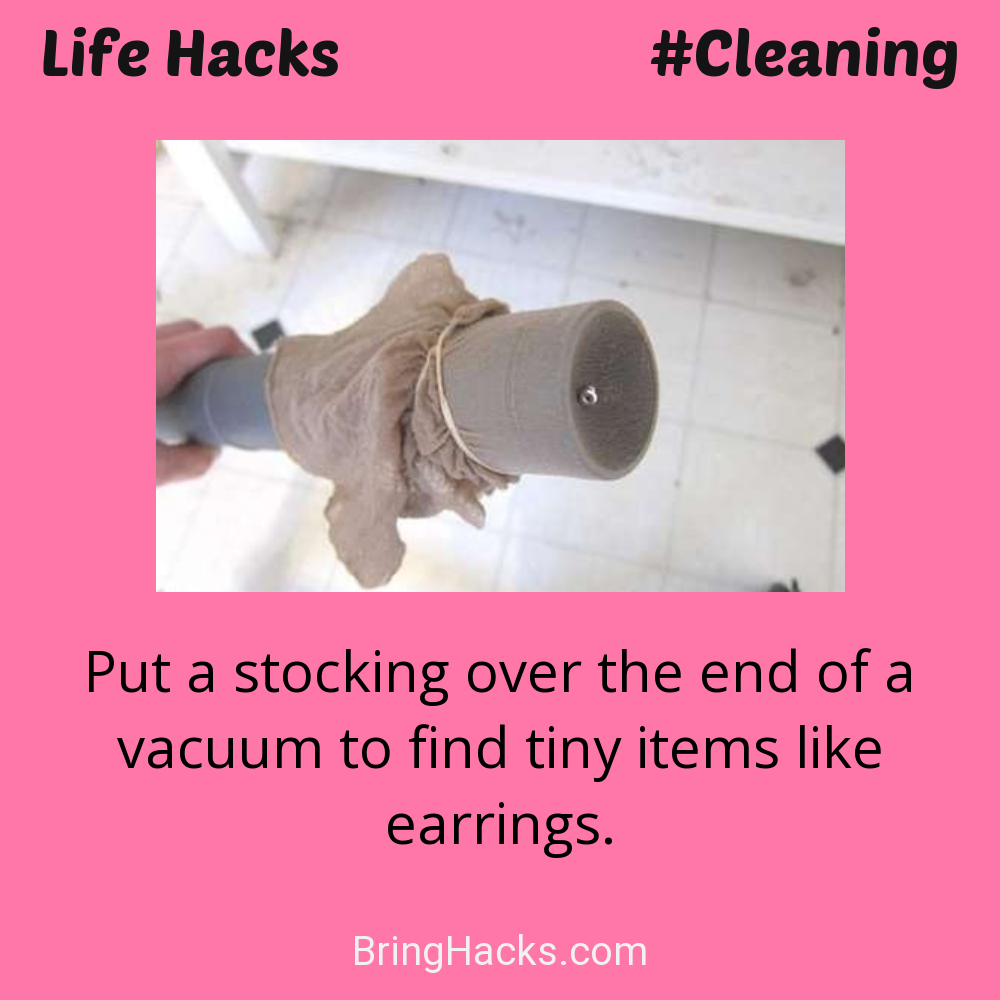 Life Hacks
#Cleaning
Put a stocking over the end of a
vacuum to find tiny items like
earrings.
BringHacks.com